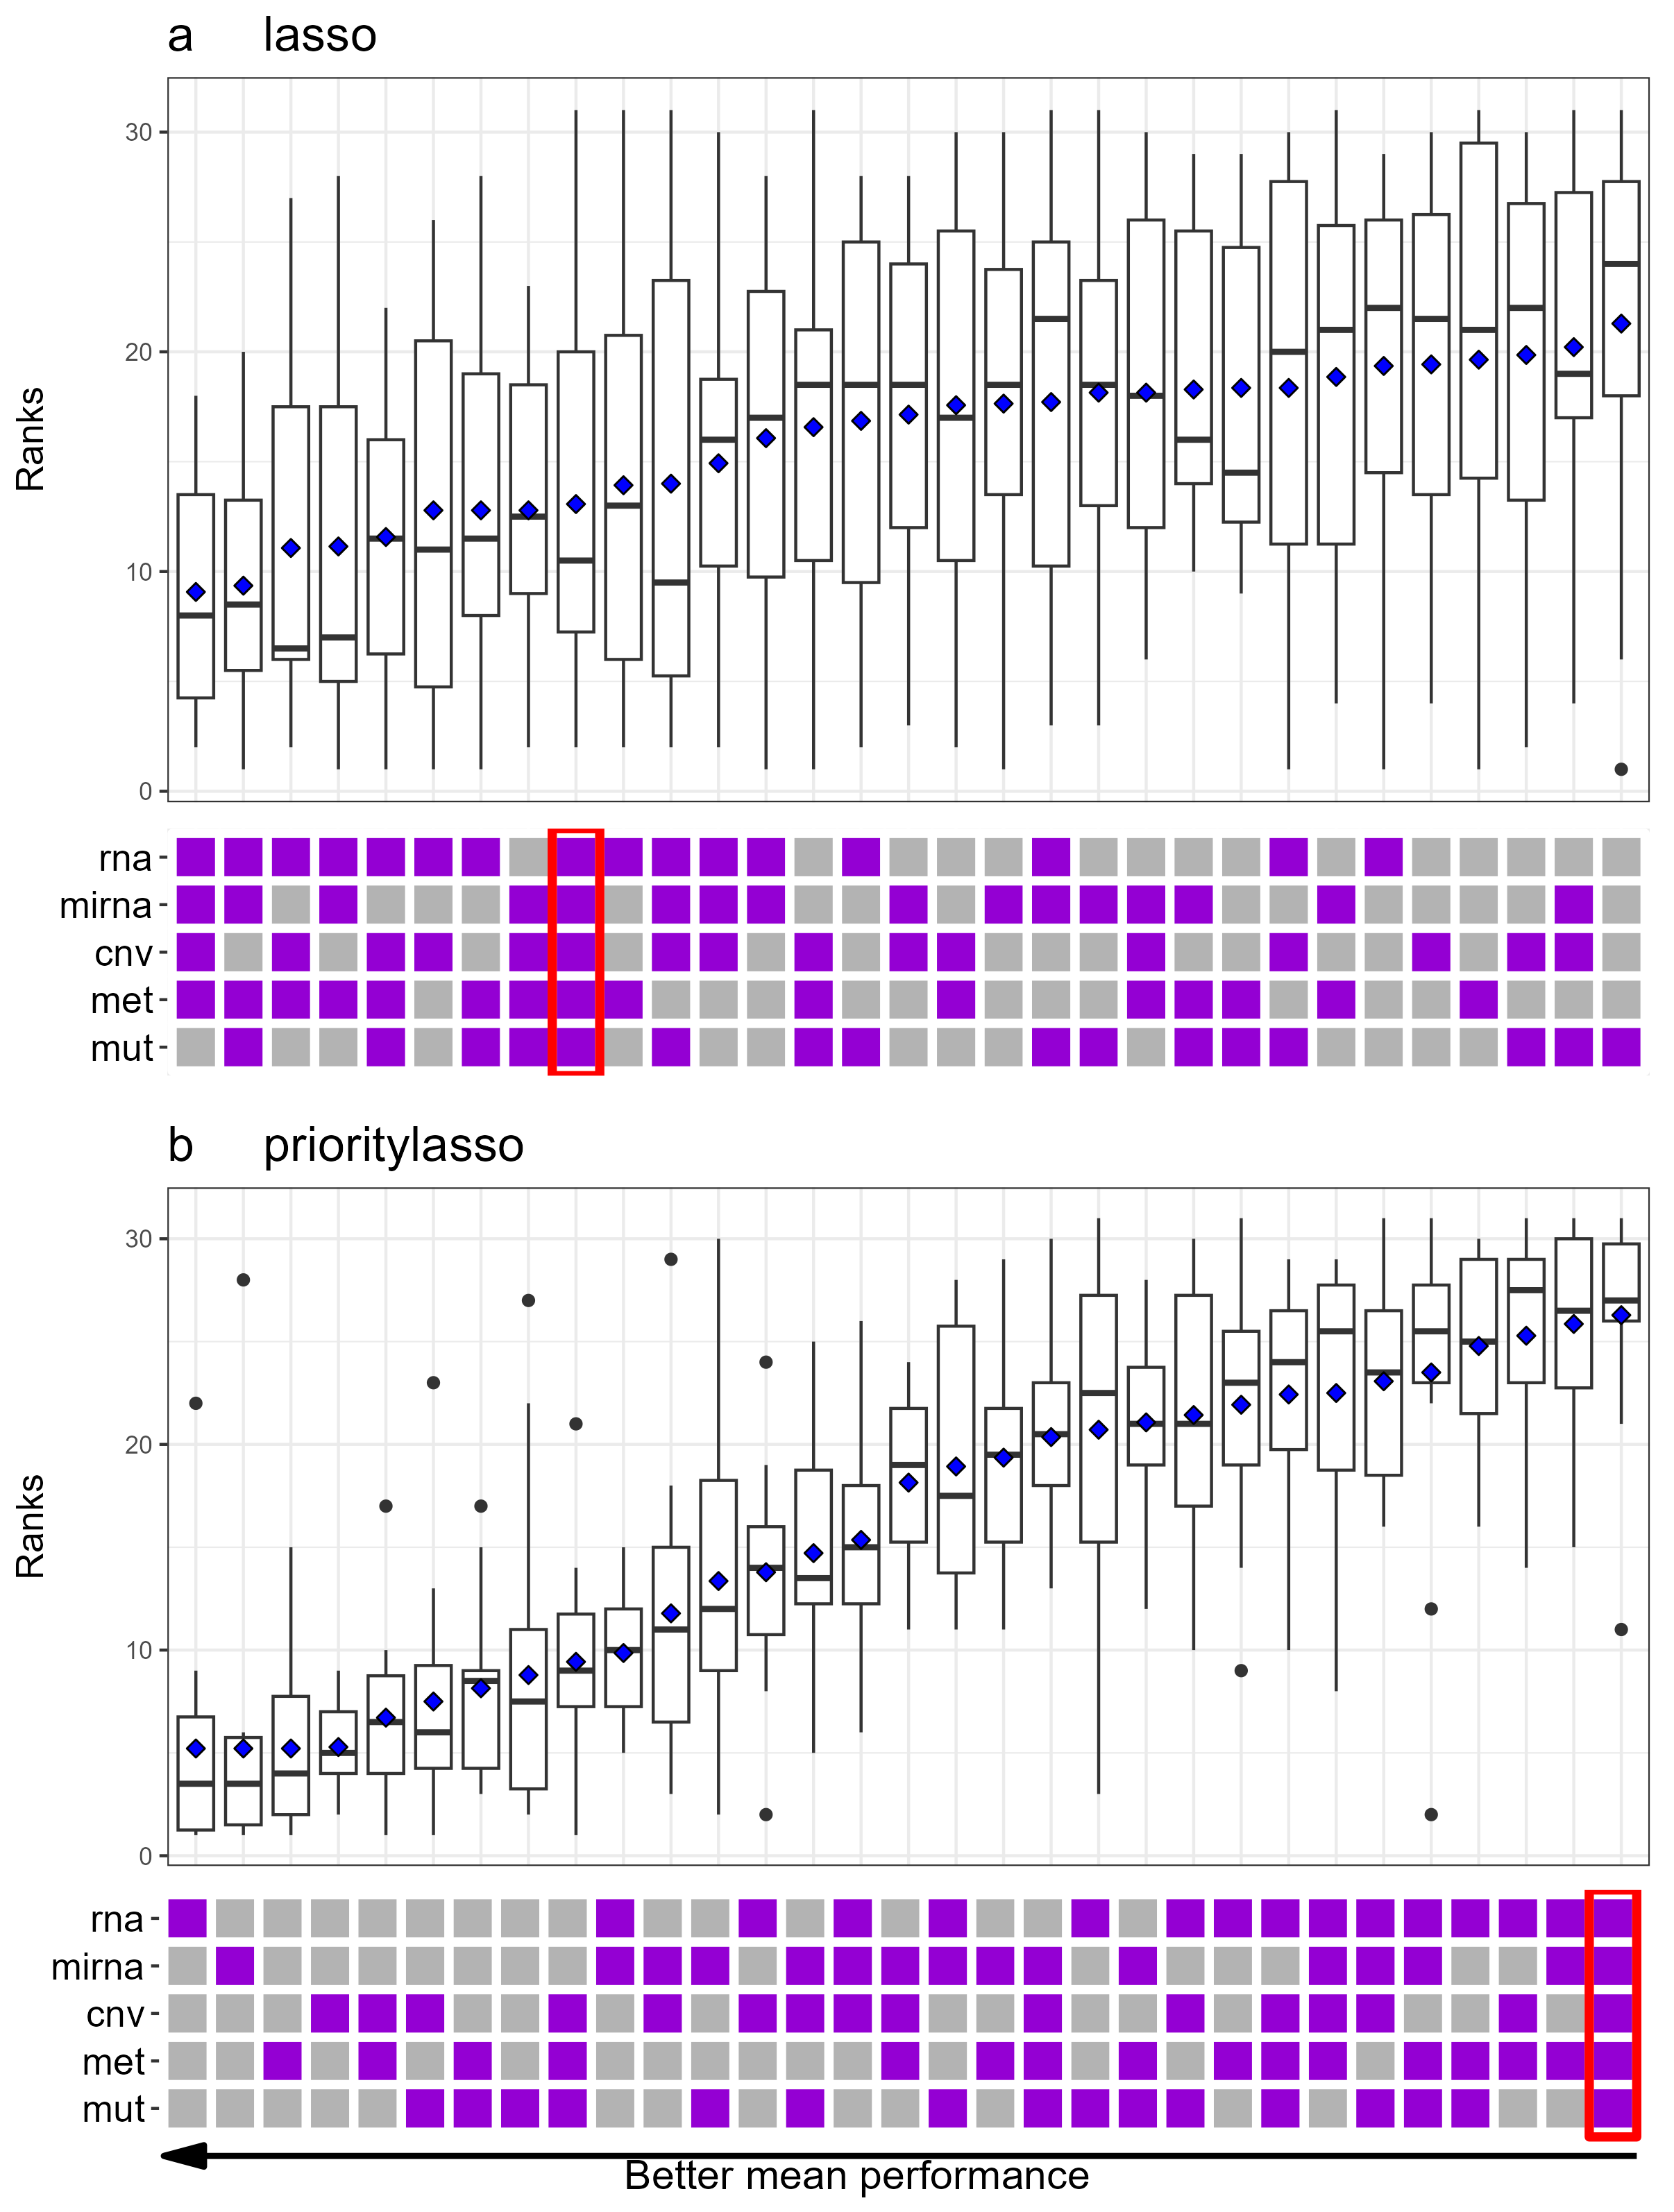 a lasso
30
20
10
0
Ranks
rna
mirna
cnv
met
mut
b prioritylasso
30
20
10
0
Ranks
rna
mirna
cnv
met
mut
Better mean performance